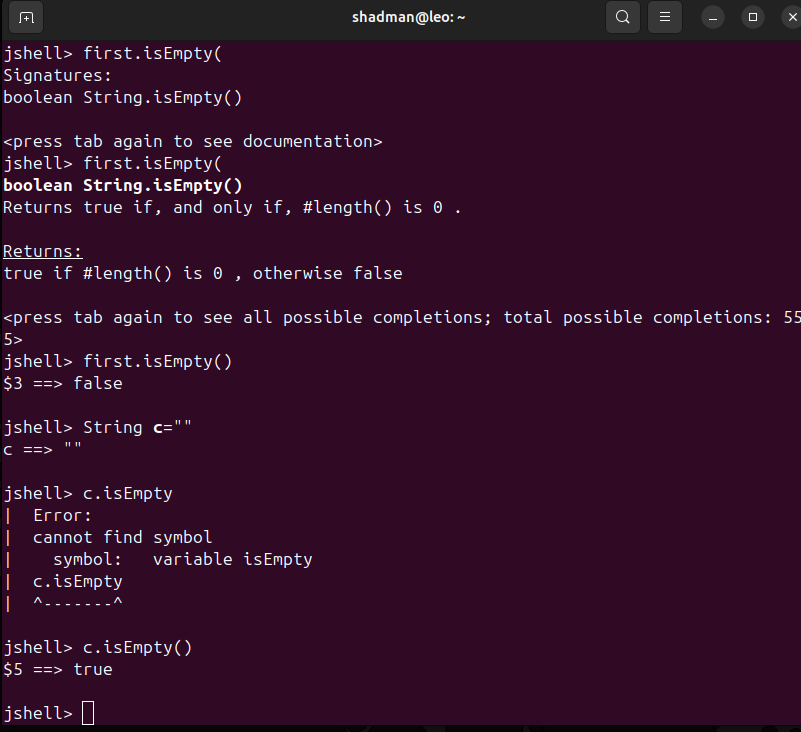 shadman@leo: ~
jshell> first.isEmpty(
Signatures:
boolean String.isEmpty()
<press tab again to see documentation>
jshell> first.isEmpty(
boolean String.isEmpty()
Returns true if, and only if, #length() is 0 .
Returns:
true if #length() is 0 , otherwise false
<press tab again to see all possible completions; total possible completions: 55
5>
jshell> first.isEmpty()
$3 ==> false
jshell> String c=""
c ==> ""
jshell> c.isEmpty
|  Error:
|  cannot find symbol
|    symbol:   variable isEmpty
|  c.isEmpty
|  ^-------^
jshell> c.isEmpty()
$5 ==> true
jshell>